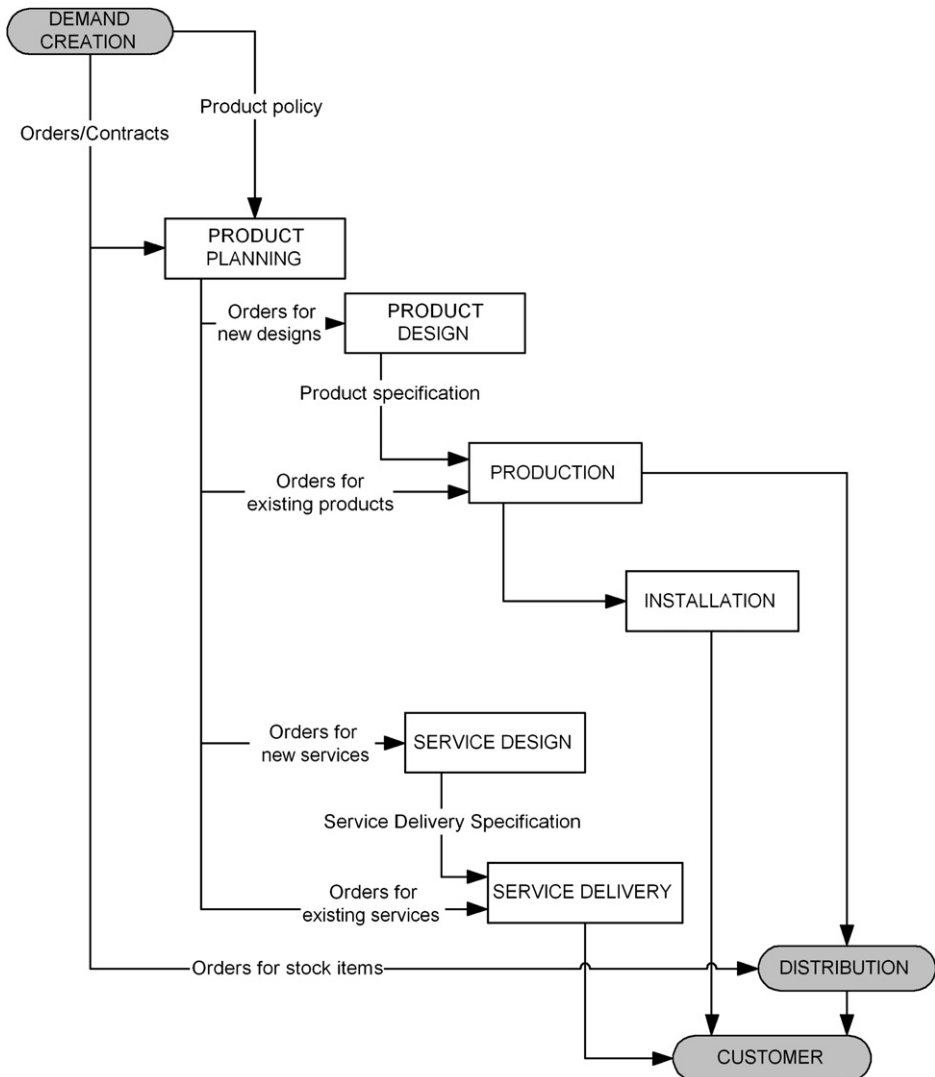 DEMAND
CREATION
Product policy
Orders/Contracts
PRODUCT
PLANNING
Orders for
new designs
PRODUCT
DESIGN
Product specification
PRODUCTION
Orders for
existing products
INSTALLATION
Orders for
new services
SERVICE DESIGN
Service Delivery Specification
SERVICE DELIVERY
Orders for
existing services
Orders for stock items
DISTRIBUTION
CUSTOMER